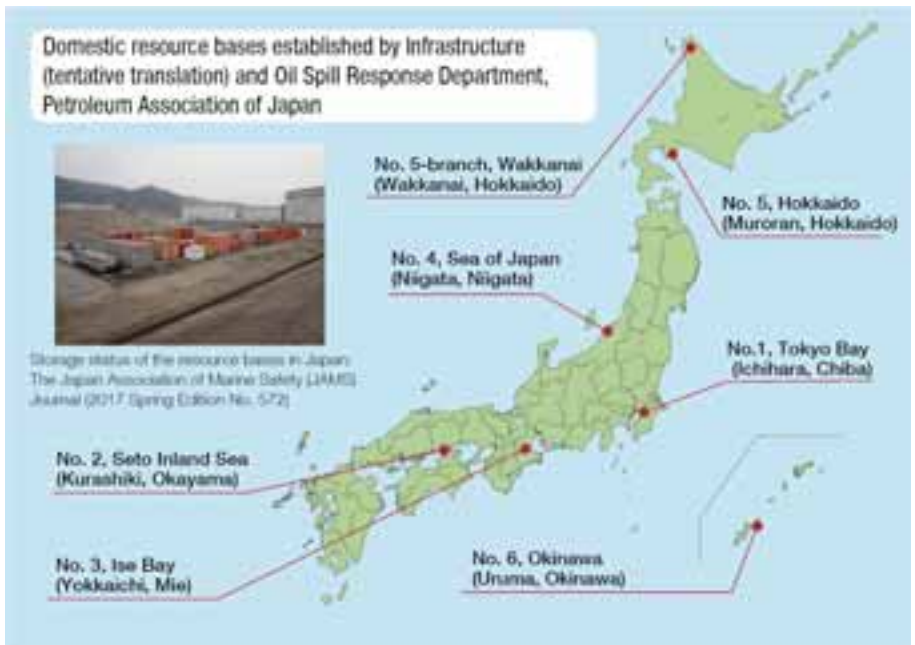 Domestic resource bases established by Infrastructure
(tentative translation) and Oil Spill Response Department,
Petroleum Association of Japan
No. 5-branch, Wakkanai
(Wakkanai, Hokkaido)
No. 5, Hokkaido
(Muroran, Hokkaido)
No. 4, Sea of Japan
(Niigata, Niigata)
Storage status of the resource bases in Japan:
The Japan Association of Marine Safety (JAMS)
Journal (2017 Spring Edition No. 572)
No.1, Tokyo Bay
(Ichihara, Chiba)
No. 2, Seto Inland Sea
(Kurashiki, Okayama)
No. 3, Ise Bay
(Yokkaichi, Mie)
No. 6, Okinawa
(Uruma, Okinawa)